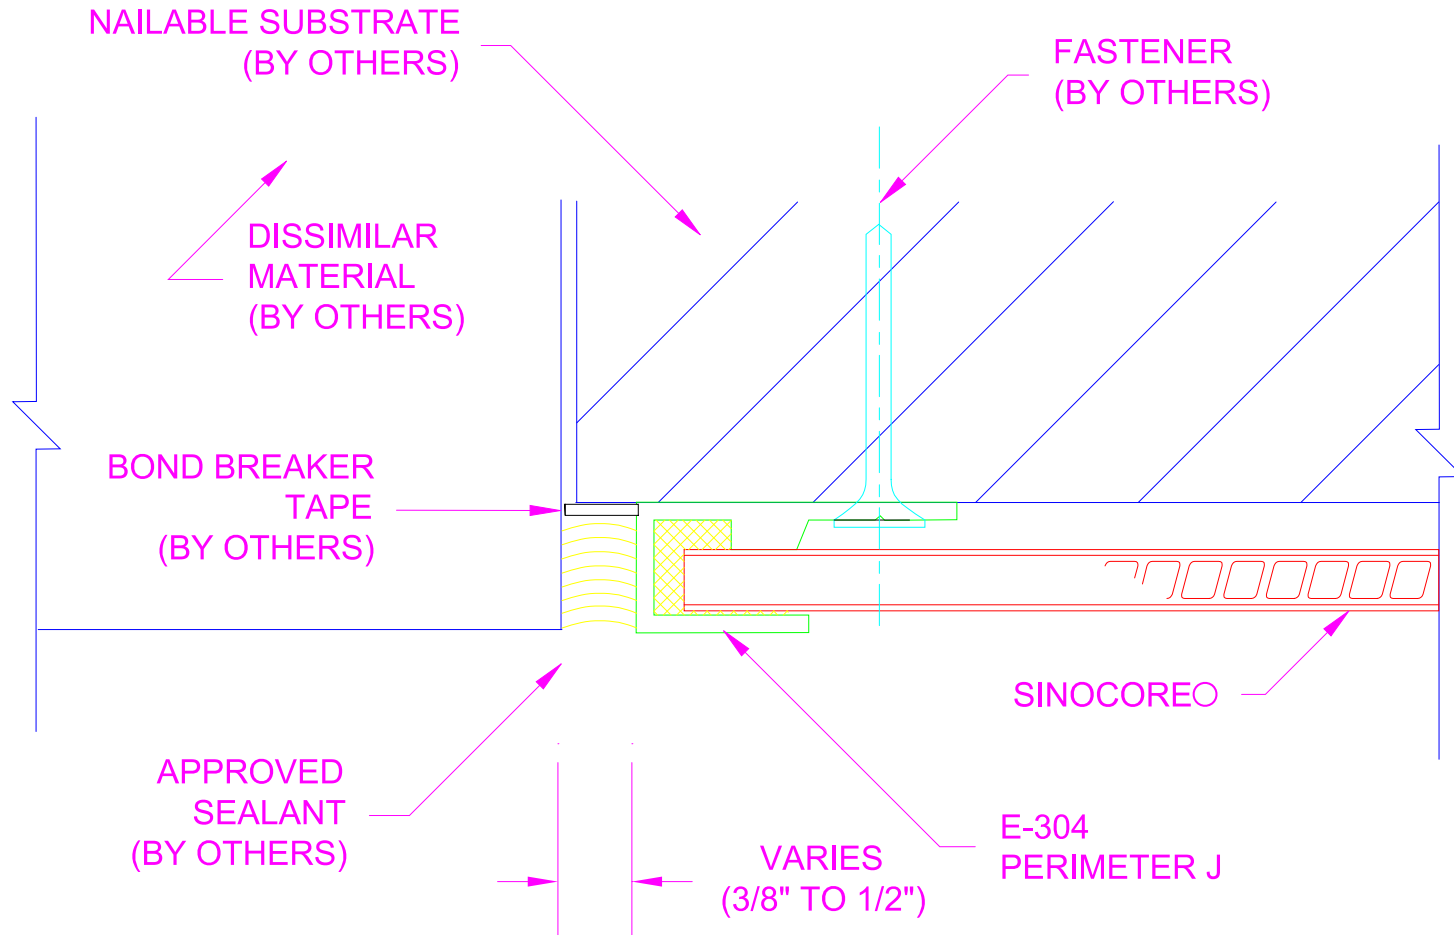 NAILABLE SUBSTRATE
(BY OTHERS)
FASTENER
(BY OTHERS)
DISSIMILAR
MATERIAL
(BY OTHERS)
BOND BREAKER
TAPE
(BY OTHERS)
SINOCORE○
APPROVED
SEALANT
(BY OTHERS)
E-304
PERIMETER J
VARIES
(3/8" TO 1/2")